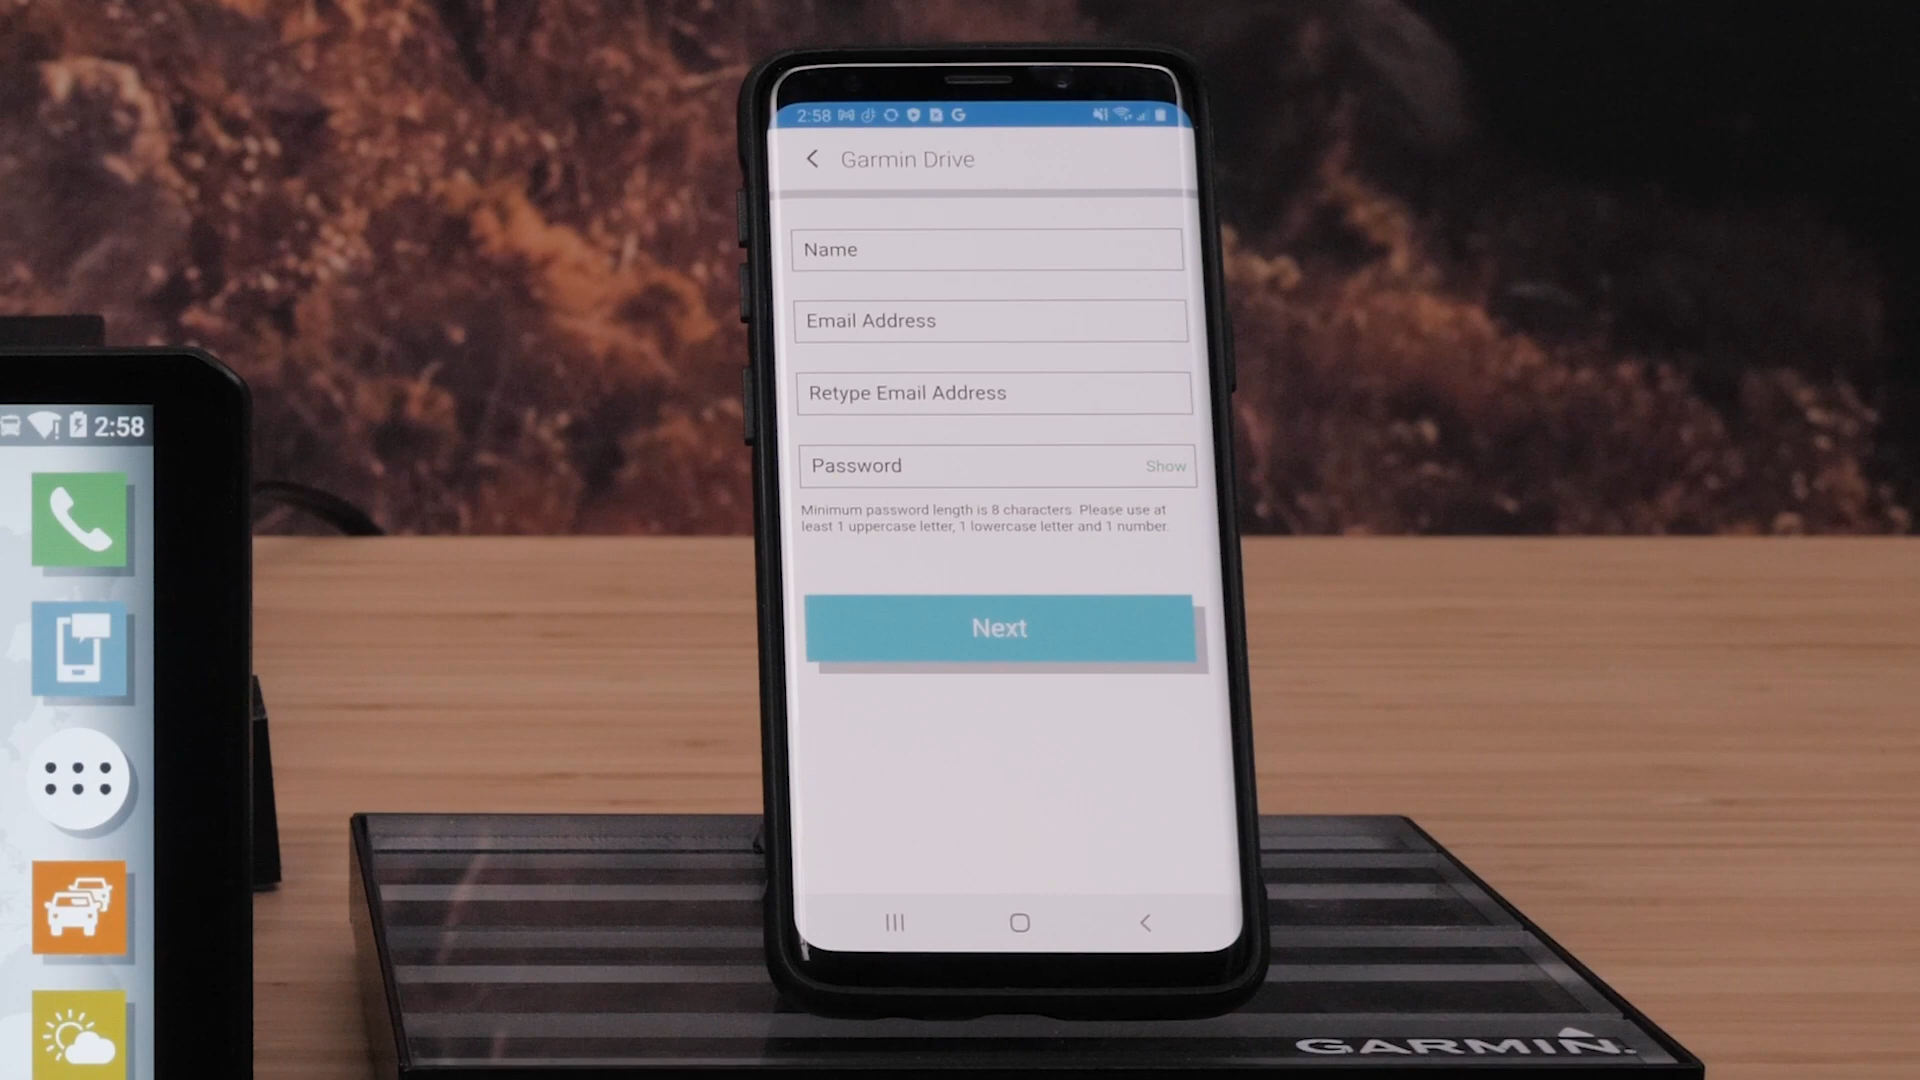 2:58
Garmin Drive
Name
Email Address
Retype Email Address
Password Show
Minimum password length is 8 characters. Please use at
least 1 uppercase letter, 1 lowercase letter and 1 number.
Next
2:58
GARMIN